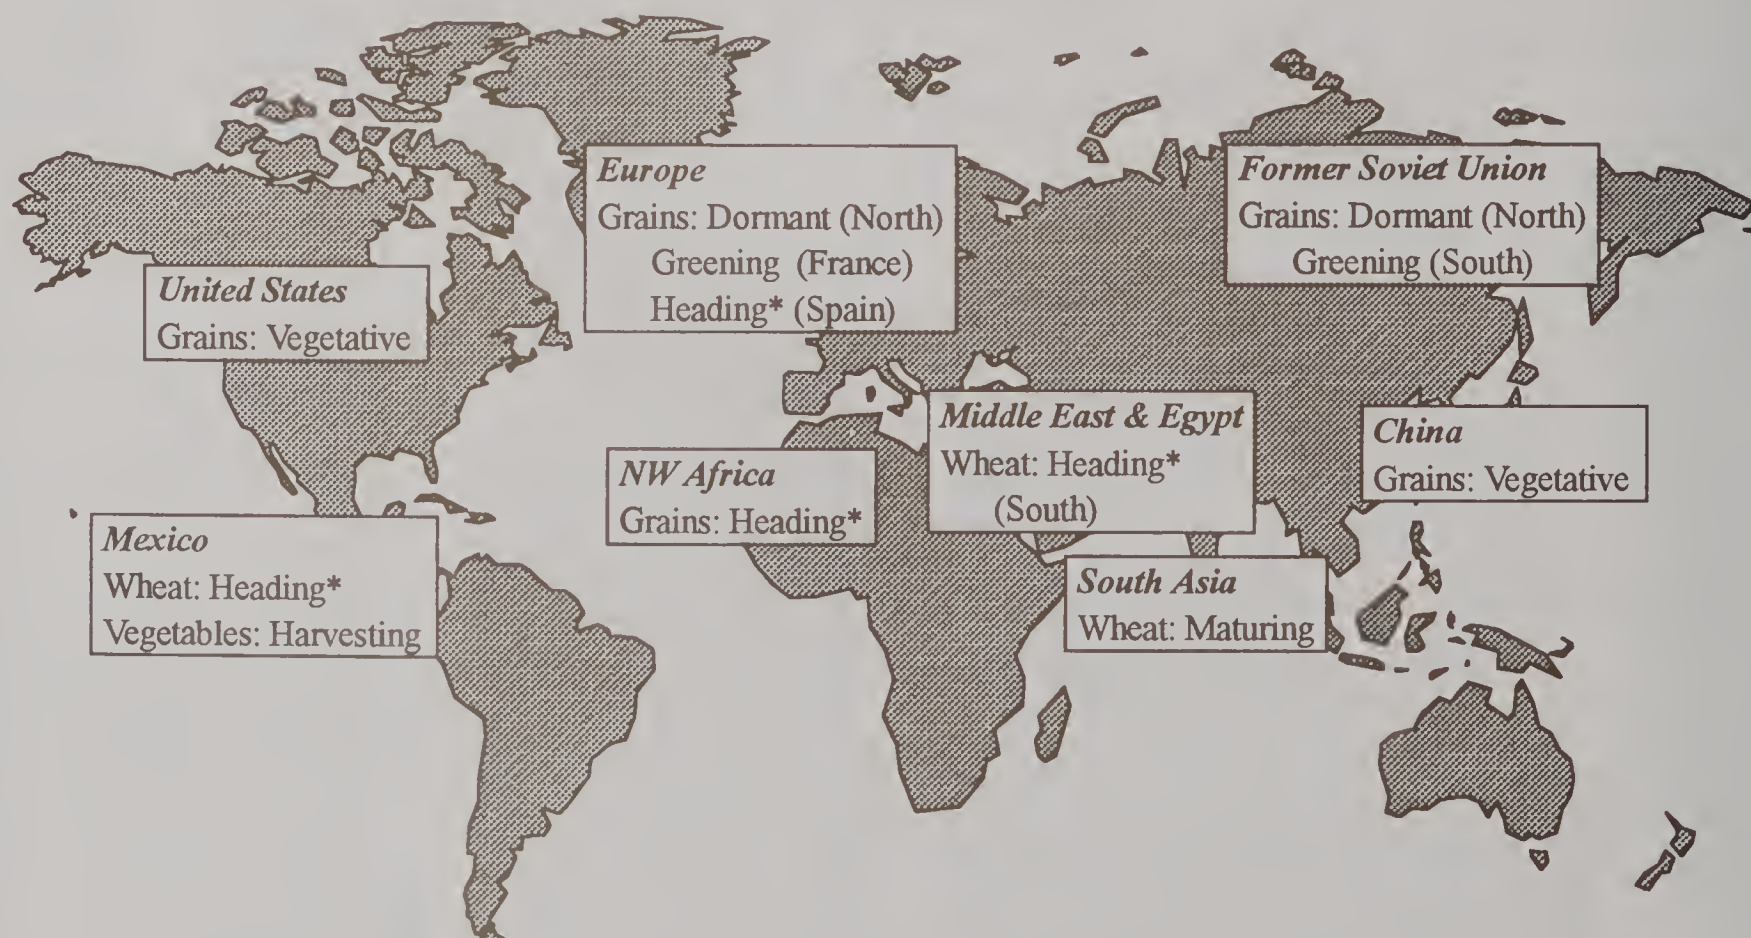 Europe
Grains: Dormant (North)
Greening (France)
Heading* (Spain)
Former Soviet Union
Grains: Dormant (North)
Greening (South)
United States
Grains: Vegetative
Middle East & Egypt
Wheat: Heading*
(South)
China
Grains: Vegetative
NW Africa
Grains: Heading*
Mexico
Wheat: Heading*
Vegetables: Harvesting
South Asia
Wheat: Maturing